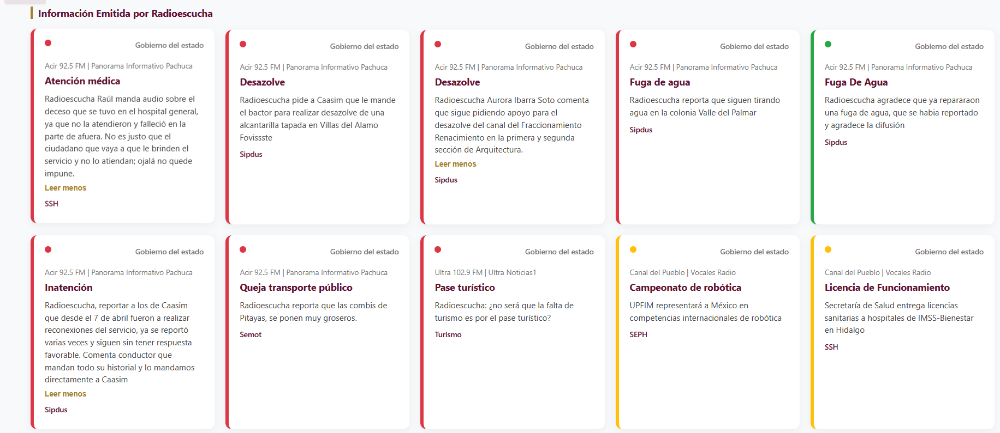 Información Emitida por Radioescucha
Gobierno del estado
Acir 92.5 FM | Panorama Informativo Pachuca
Atención médica
Radioescucha Raúl manda audio sobre el
deceso que se tuvo en el hospital general,
ya que no la atendieron y falleció en la
parte de afuera. No es justo que el
ciudadano que vaya a que le brinden el
servicio y no lo atiendan; ojalá no quede
impune.
Leer menos
SSH
Gobierno del estado
Acir 92.5 FM | Panorama Informativo Pachuca
Desazolve
Radioescucha pide a Caasim que le mande
el bactor para realizar desazolve de una
alcantarilla tapada en Villas del Alamo
Fovissste
Sipdus
Gobierno del estado
Acir 92.5 FM | Panorama Informativo Pachuca
Desazolve
Radioescucha Aurora Ibarra Soto comenta
que sigue pidiendo apoyo para el
desazolve del canal del Fraccionamiento
Renacimiento en la primera y segunda
sección de Arquitectura.
Leer menos
Sipdus
Gobierno del estado
Acir 92.5 FM | Panorama Informativo Pachuca
Fuga de agua
Radioescucha reporta que siguen tirando
agua en la colonia Valle del Palmar
Sipdus
Gobierno del estado
Acir 92.5 FM | Panorama Informativo Pachuca
Fuga De Agua
Radioescucha agradece que ya repararaon
una fuga de agua, que se habia reportado
y agradece la difusión
Sipdus
Gobierno del estado
Acir 92.5 FM | Panorama Informativo Pachuca
Inatención
Radioescucha, reportar a los de Caasim
que desde el 7 de abril fueron a realizar
reconexiones del servicio, ya se reportó
varias veces y siguen sin tener respuesta
favorable. Comenta conductor que
mandan todo su historial y lo mandamos
directamente a Caasim
Leer menos
Sipdus
Gobierno del estado
Acir 92.5 FM | Panorama Informativo Pachuca
Queja transporte público
Radioescucha reporta que las combis de
Pitayas, se ponen muy groseros.
Semot
Gobierno del estado
Ultra 102.9 FM | Ultra Noticias1
Pase turístico
Radioescucha: ¿no será que la falta de
turismo es por el pase turístico?
Turismo
Gobierno del estado
Canal del Pueblo | Vocales Radio
Campeonato de robótica
UPFIM representará a México en
competencias internacionales de robótica
SEPH
Gobierno del estado
Canal del Pueblo | Vocales Radio
Licencia de Funcionamiento
Secretaría de Salud entrega licencias
sanitarias a hospitales de IMSS-Bienestar
en Hidalgo
SSH